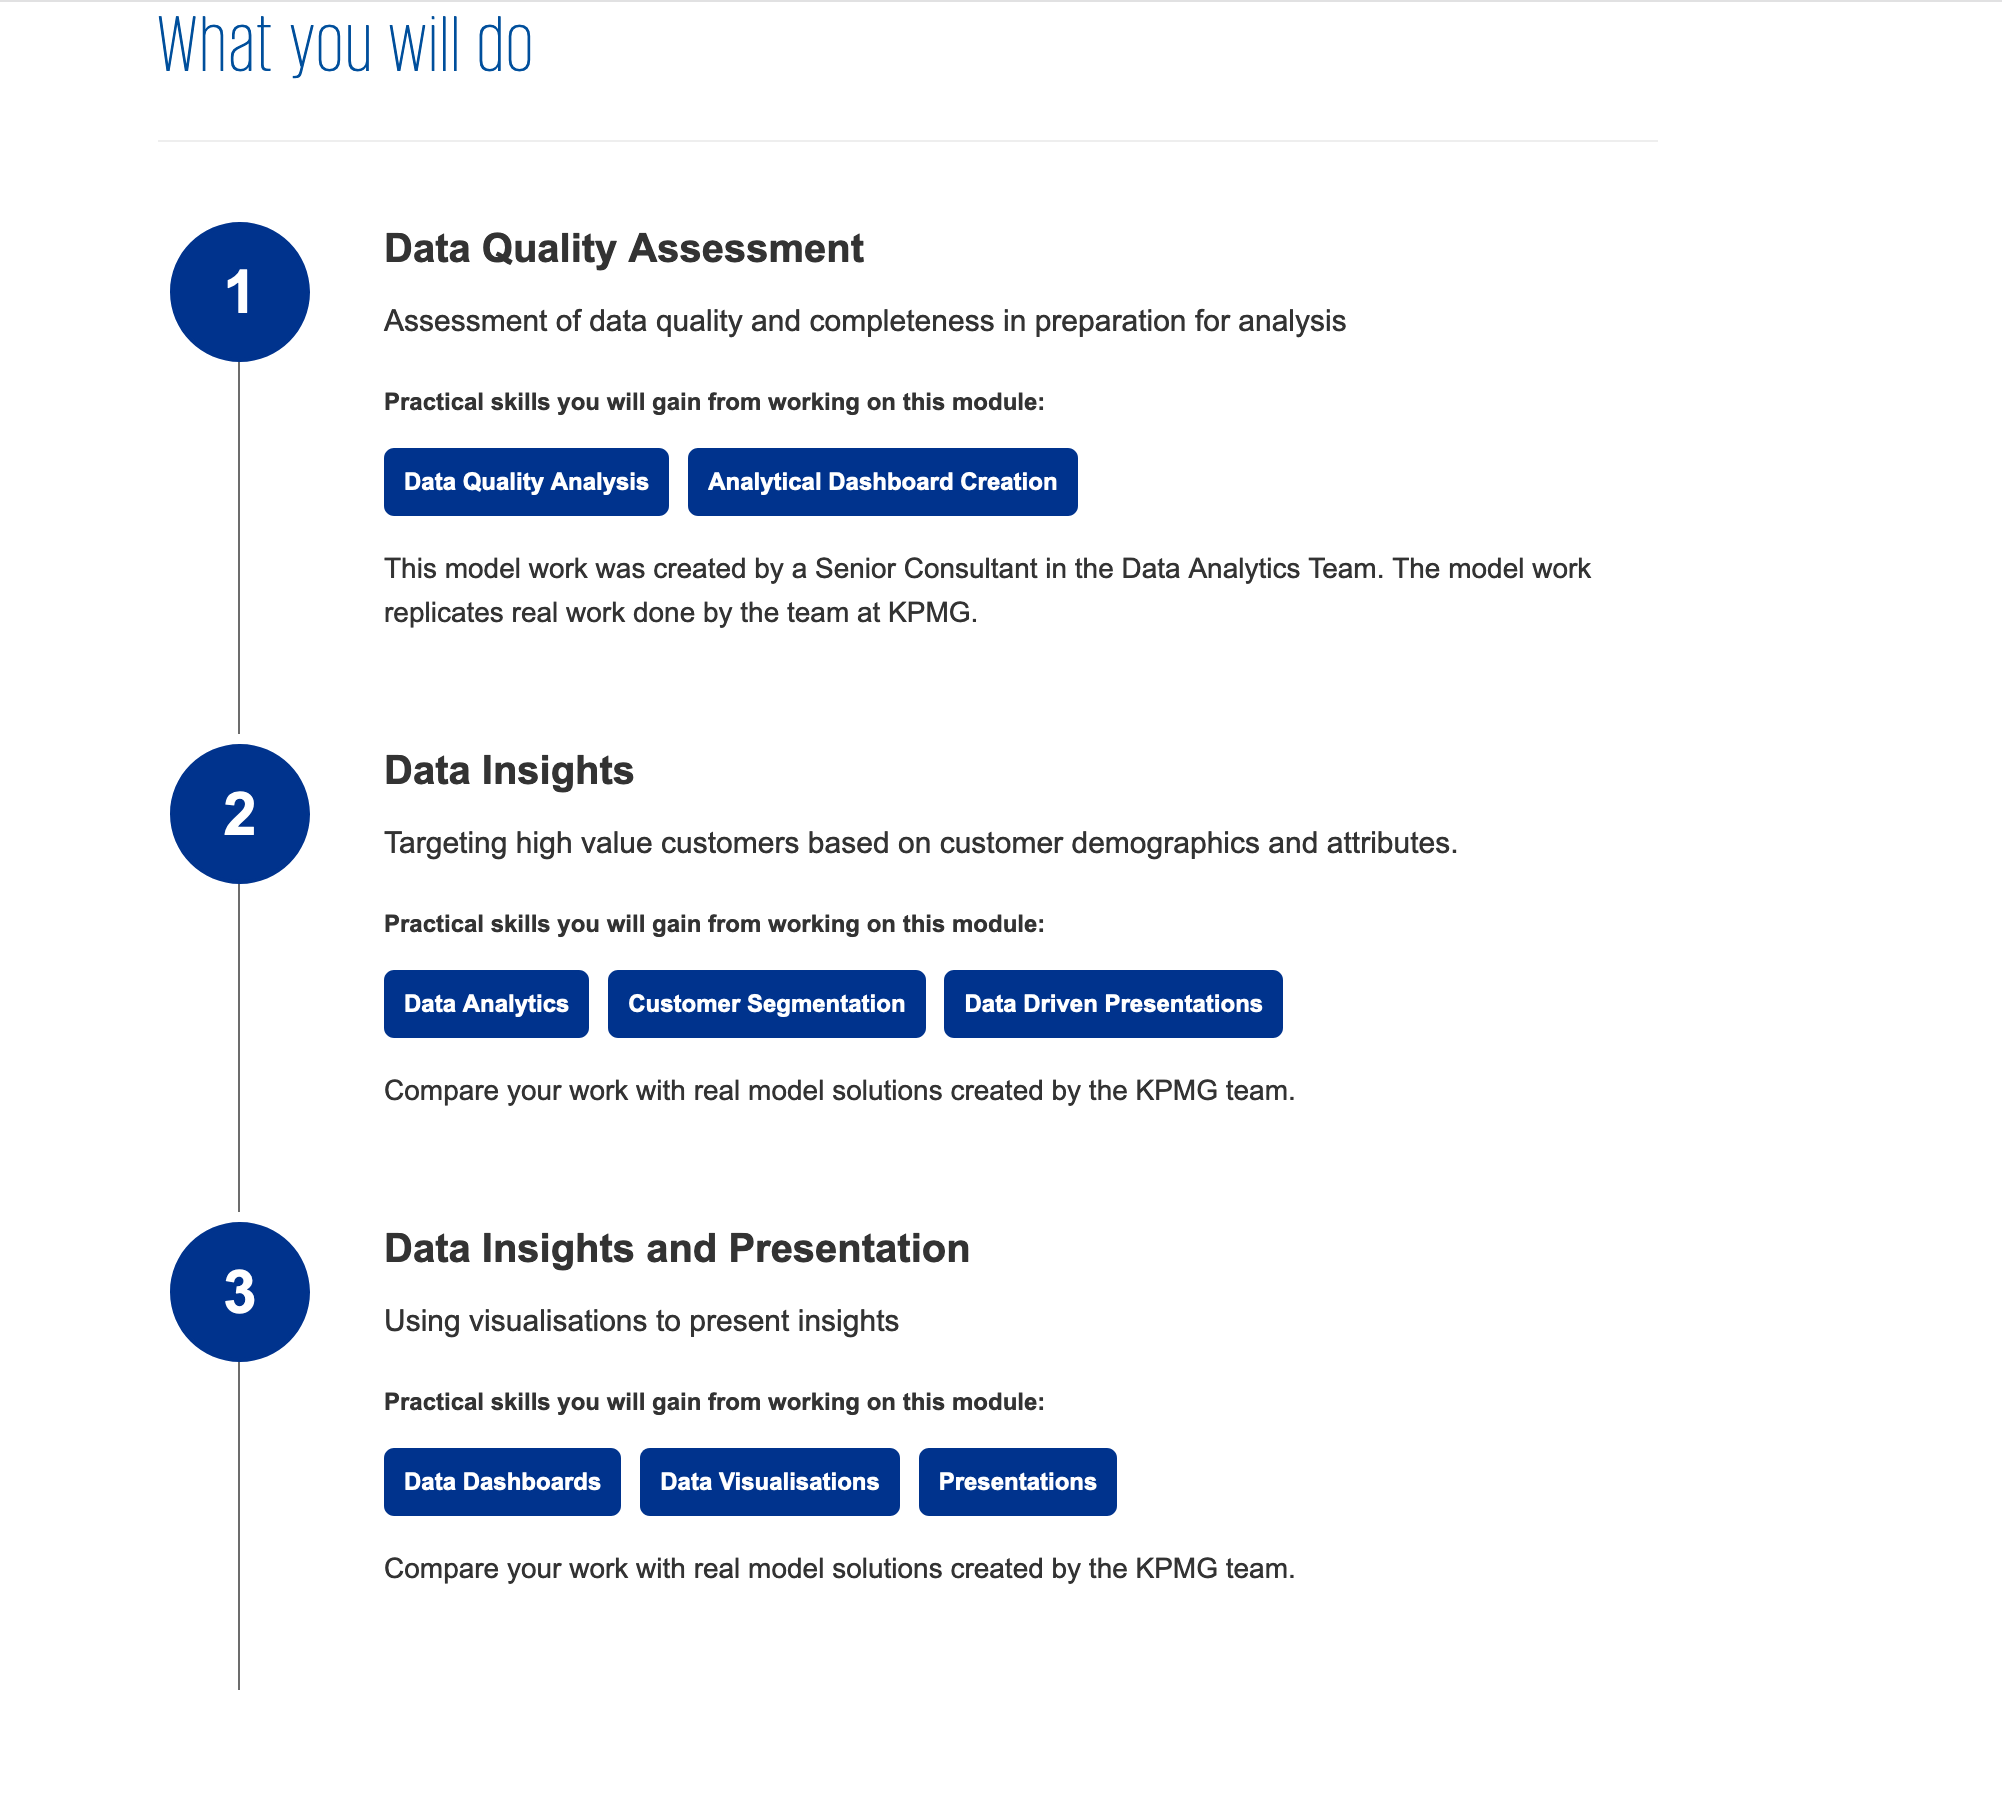 What you will do
1
Data Quality Assessment
Assessment of data quality and completeness in preparation for analysis
Practical skills you will gain from working on this module:
Data Quality Analysis Analytical Dashboard Creation
This model work was created by a Senior Consultant in the Data Analytics Team. The model work
replicates real work done by the team at KPMG.
2
Data Insights
Targeting high value customers based on customer demographics and attributes.
Practical skills you will gain from working on this module:
Data Analytics Customer Segmentation Data Driven Presentations
Compare your work with real model solutions created by the KPMG team.
3
Data Insights and Presentation
Using visualisations to present insights
Practical skills you will gain from working on this module:
Data Dashboards Data Visualisations Presentations
Compare your work with real model solutions created by the KPMG team.